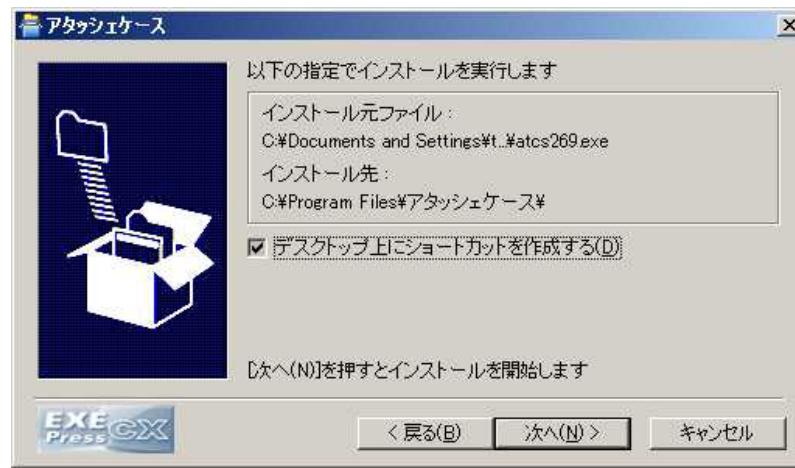 アタッシェケース
以下の指定でインストールを実行します
インストール元ファイル：
C:¥Documents and Settings¥t..¥atcs269.exe
インストール先：
C:¥Program Files¥アタッシェケース¥
デスクトップ上にショートカットを作成する(D)
[次へ(N)]を押すとインストールを開始します
EXE
Press CX
< 戻る(B)
次へ(N) >
キャンセル